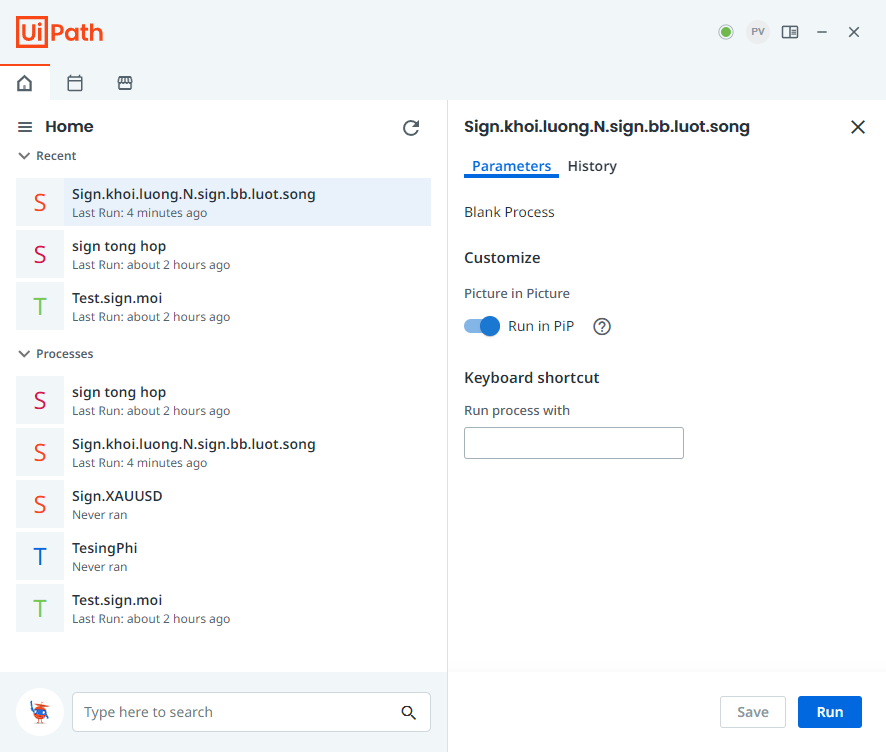 UiPath
PV
Home
Recent
S
Sign.khoi.luong.N.sign.bb.luot.song
Last Run: 4 minutes ago
S
sign tong hop
Last Run: about 2 hours ago
T
Test.sign.moi
Last Run: about 2 hours ago
Processes
S
sign tong hop
Last Run: about 2 hours ago
S
Sign.khoi.luong.N.sign.bb.luot.song
Last Run: 4 minutes ago
S
Sign.XAUUSD
Never ran
T
TesingPhi
Never ran
T
Test.sign.moi
Last Run: about 2 hours ago
Type here to search
Sign.khoi.luong.N.sign.bb.luot.song
Parameters History
Blank Process
Customize
Picture in Picture
Run in PiP ?
Keyboard shortcut
Run process with
Save Run